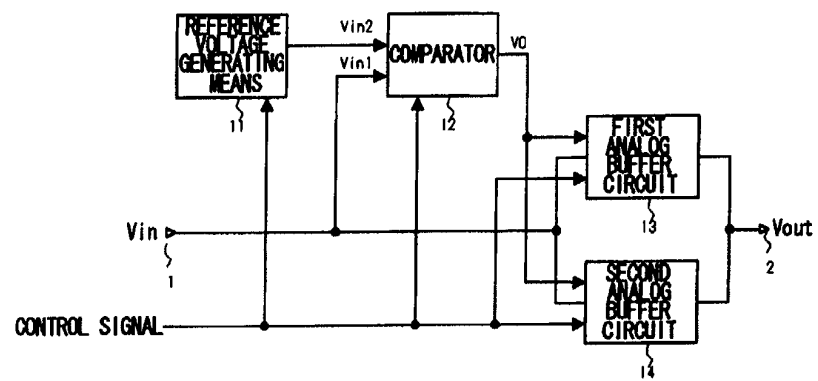 REFERENCE
VOLTAGE
GENERATING
MEANS
11
Vin2
Vin1
COMPARATOR
12
VO
FIRST
ANALOG
BUFFER
CIRCUIT
13
Vin
1
Vout
2
SECOND
ANALOG
BUFFER
CIRCUIT
14
CONTROL SIGNAL